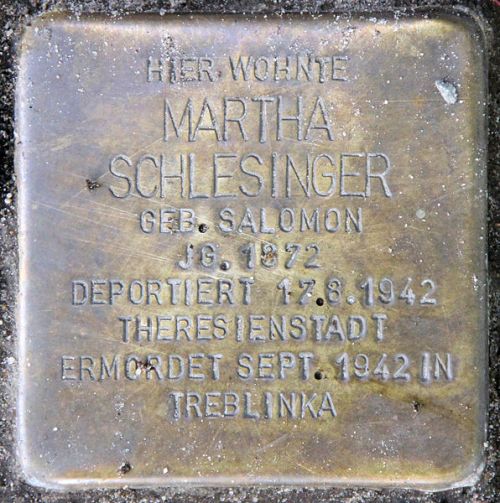 HIER WOHNTE
MARTHA
SCHLESINGER
GEB. SALOMON
JG. 1872
DEPORTIERT 17.8.1942
THERESIENSTADT
ERMORDET SEPT. 1942 IN
TREBLINKA